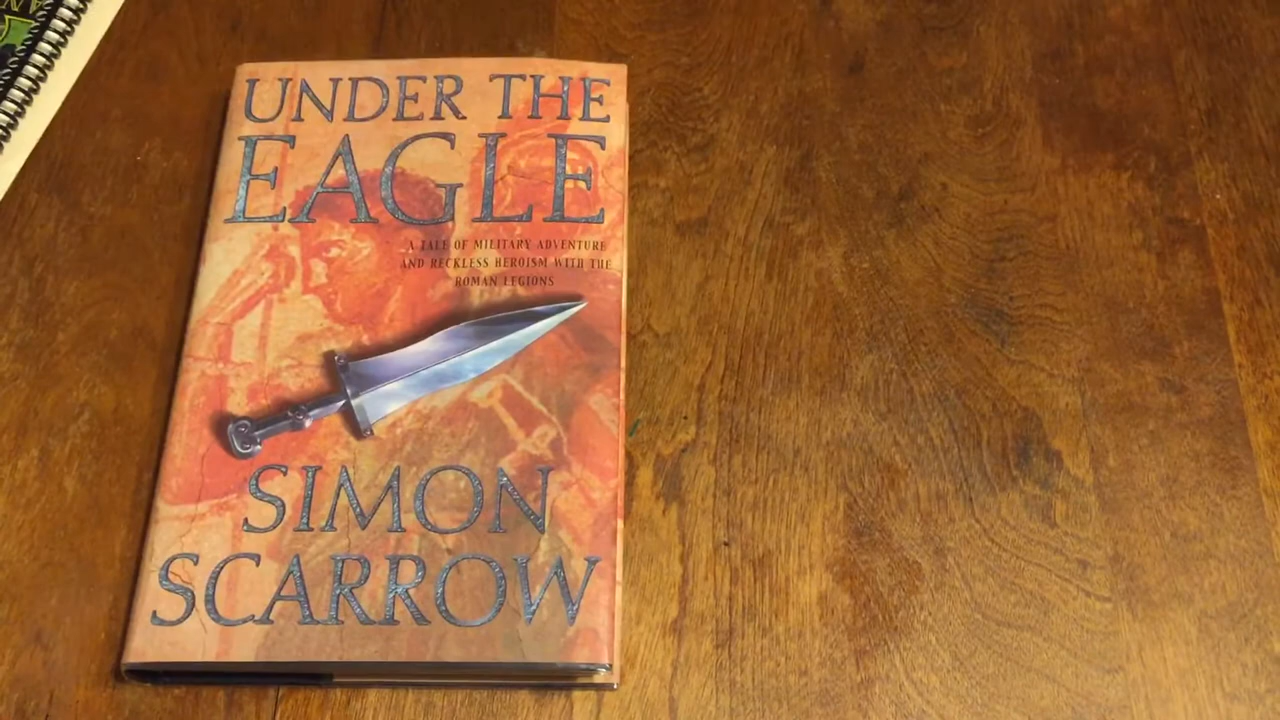 UNDER THE
EAGLE
A TALE OF MILITARY ADVENTURE
AND RECKLESS HEROISM WITH THE
ROMAN LEGIONS
SIMON
SCARROW